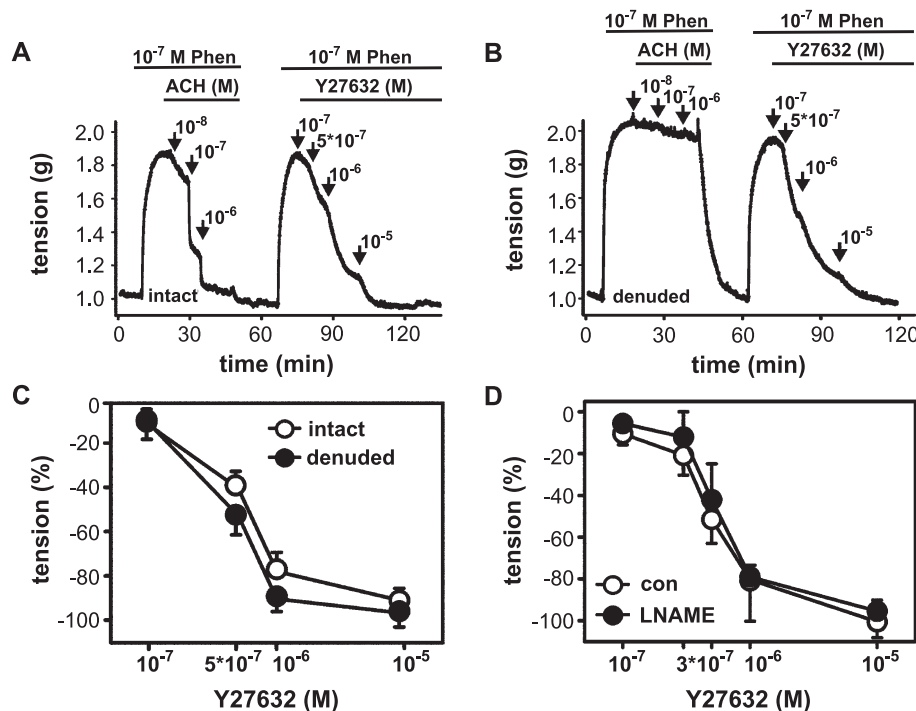 A
10⁻⁷ M Phen
10⁻⁷ M Phen
ACH (M)
Y27632 (M)
10⁻⁸
10⁻⁷
10⁻⁶
10⁻⁷
5*10⁻⁷
10⁻⁶
10⁻⁵
tension (g)
2.0
1.8
1.6
1.4
1.2
1.0
intact
0
30
60
90
120
time (min)
B
10⁻⁷ M Phen
10⁻⁷ M Phen
ACH (M)
Y27632 (M)
10⁻⁸
10⁻⁷
10⁻⁶
10⁻⁷
5*10⁻⁷
10⁻⁶
10⁻⁵
tension (g)
2.0
1.8
1.6
1.4
1.2
1.0
denuded
0
30
60
90
120
time (min)
C
tension (%)
0
-20
-40
-60
-80
-100
intact
denuded
10⁻⁷
5*10⁻⁷
10⁻⁶
10⁻⁵
Y27632 (M)
D
tension (%)
0
-20
-40
-60
-80
-100
con
LNAME
10⁻⁷
3*10⁻⁷
10⁻⁶
10⁻⁵
Y27632 (M)